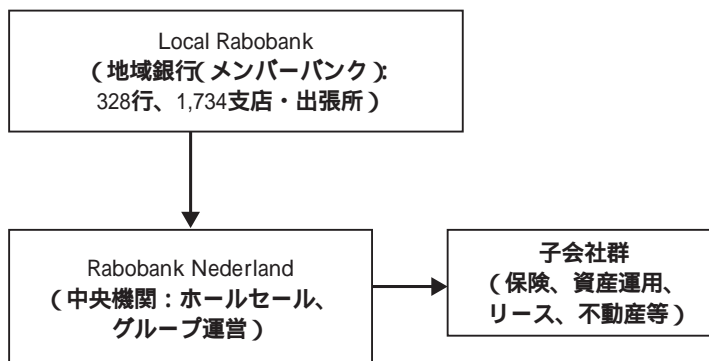 Local Rabobank
(地域銀行(メンバーバンク):
328行、1,734支店・出張所)
Rabobank Nederland
(中央機関:ホールセール、
グループ運営)
子会社群
(保険、資産運用、
リース、不動産等)